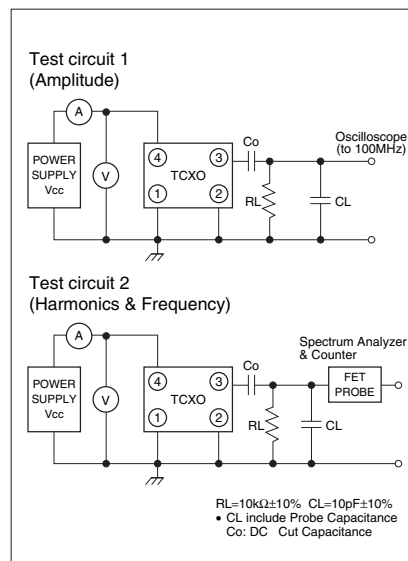 Test circuit 1
(Amplitude)
A
POWER
SUPPLY
Vcc
V
4
3
TCXO
1
2
Co
RL
CL
Oscilloscope
(to 100MHz)
Test circuit 2
(Harmonics & Frequency)
A
POWER
SUPPLY
Vcc
V
4
3
TCXO
1
2
Co
RL
CL
Spectrum Analyzer
& Counter
FET
PROBE
RL=10kΩ±10% CL=10pF±10%
• CL include Probe Capacitance
Co: DC Cut Capacitance